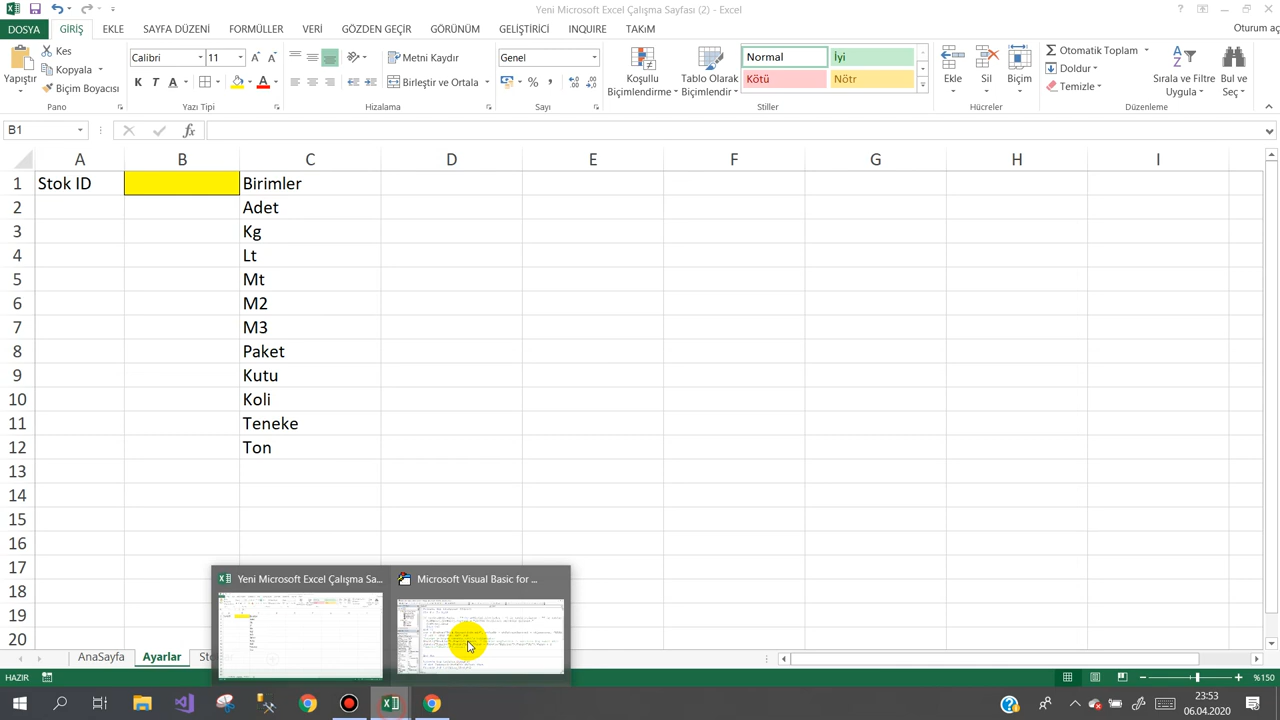 Yeni Microsoft Excel Çalışma Sayfası (2) - Excel
DOSYA GİRİŞ EKLE SAYFA DÜZENİ FORMÜLLER VERİ GÖZDEN GEÇİR GÖRÜNÜM GELİŞTİRİCİ INQUIRE TAKıM Oturum aç
Yapıştır
Kes
Kopyala
Biçim Boyacısı
Pano
Calibri 11
K T A
Yazı Tipi
Metni Kaydır
Birleştir ve Ortala
Hizalama
Genel
%
Sayı
Koşullu Biçimlendirme
Tablo Olarak Biçimlendir
Normal İyi
Kötü Nötr
Stiller
Ekle Sil Biçim
Hücreler
Otomatik Toplam
Doldur
Temizle
Sırala ve Filtre Uygula
Bul ve Seç
Düzenleme
B1 fx
A B C D E F G H I
1 Stok ID Birimler
2 Adet
3 Kg
4 Lt
5 Mt
6 M2
7 M3
8 Paket
9 Kutu
10 Koli
11 Teneke
12 Ton
13
14
15
16
17
18
19
20
Yeni Microsoft Excel Çalışma Sa... Microsoft Visual Basic for ...
AnaSayfa Ayarlar
HAZIR %150
23:53
06.04.2020